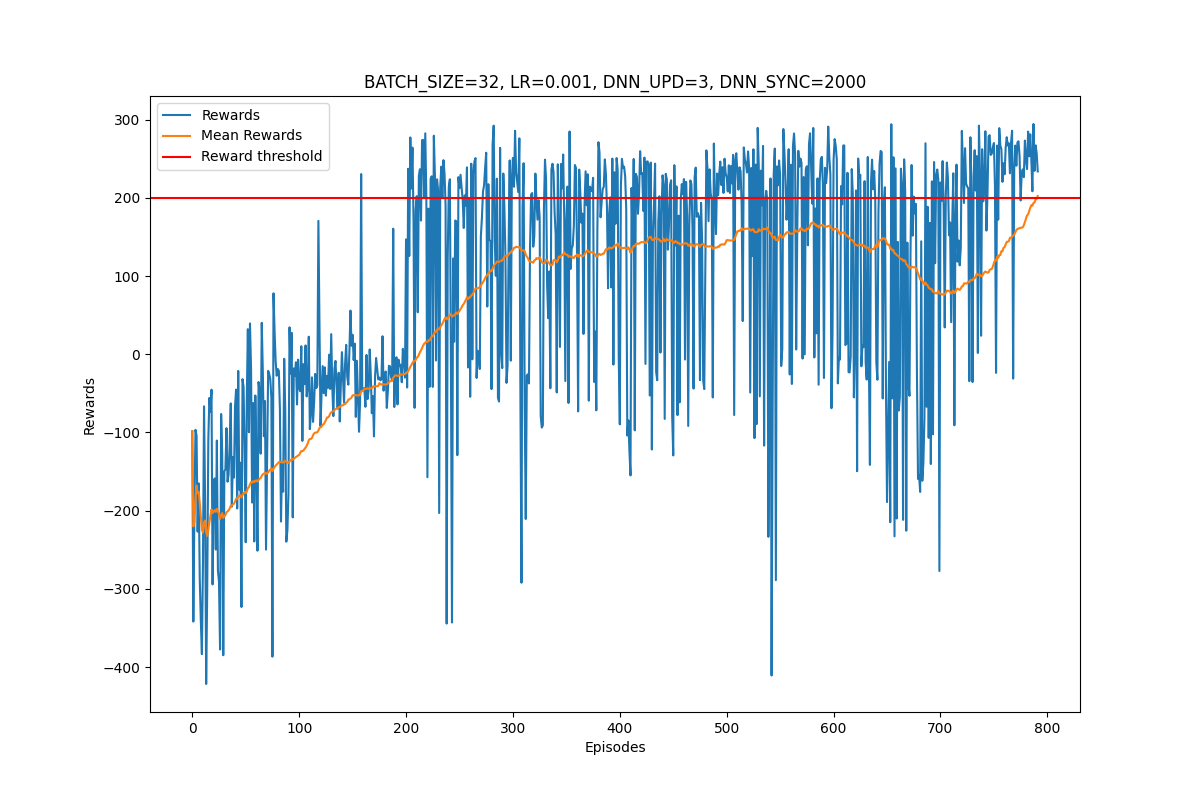 BATCH_SIZE=32, LR=0.001, DNN_UPD=3, DNN_SYNC=2000
Rewards
Mean Rewards
Reward threshold
300
200
100
0
−100
−200
−300
−400
Rewards
0 100 200 300 400 500 600 700 800
Episodes